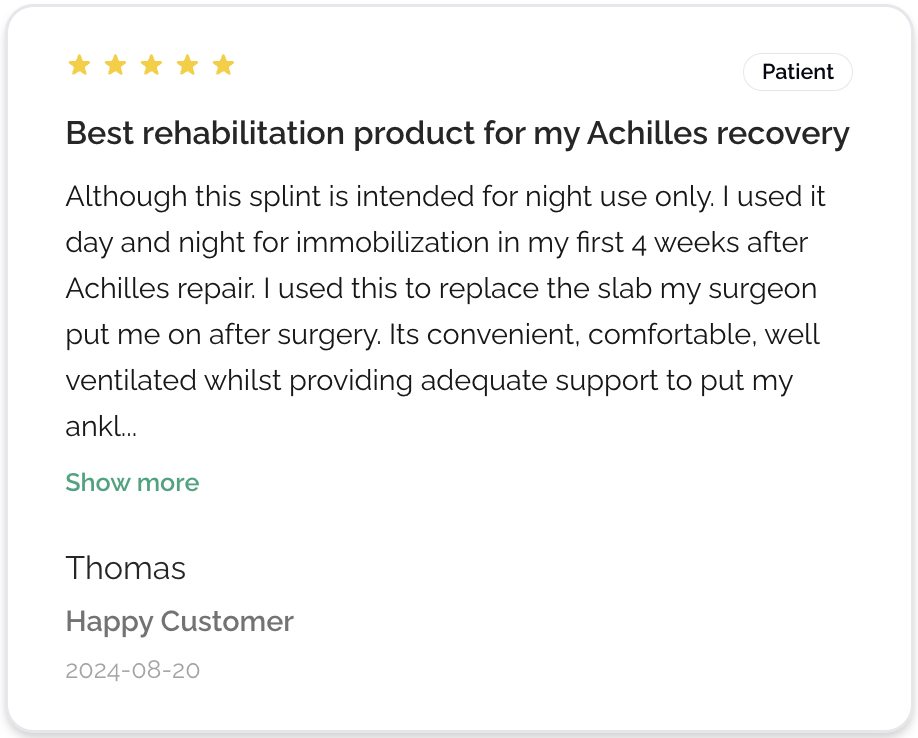 Patient
Best rehabilitation product for my Achilles recovery
Although this splint is intended for night use only. I used it
day and night for immobilization in my first 4 weeks after
Achilles repair. I used this to replace the slab my surgeon
put me on after surgery. Its convenient, comfortable, well
ventilated whilst providing adequate support to put my
ankl...
Show more
Thomas
Happy Customer
2024-08-20